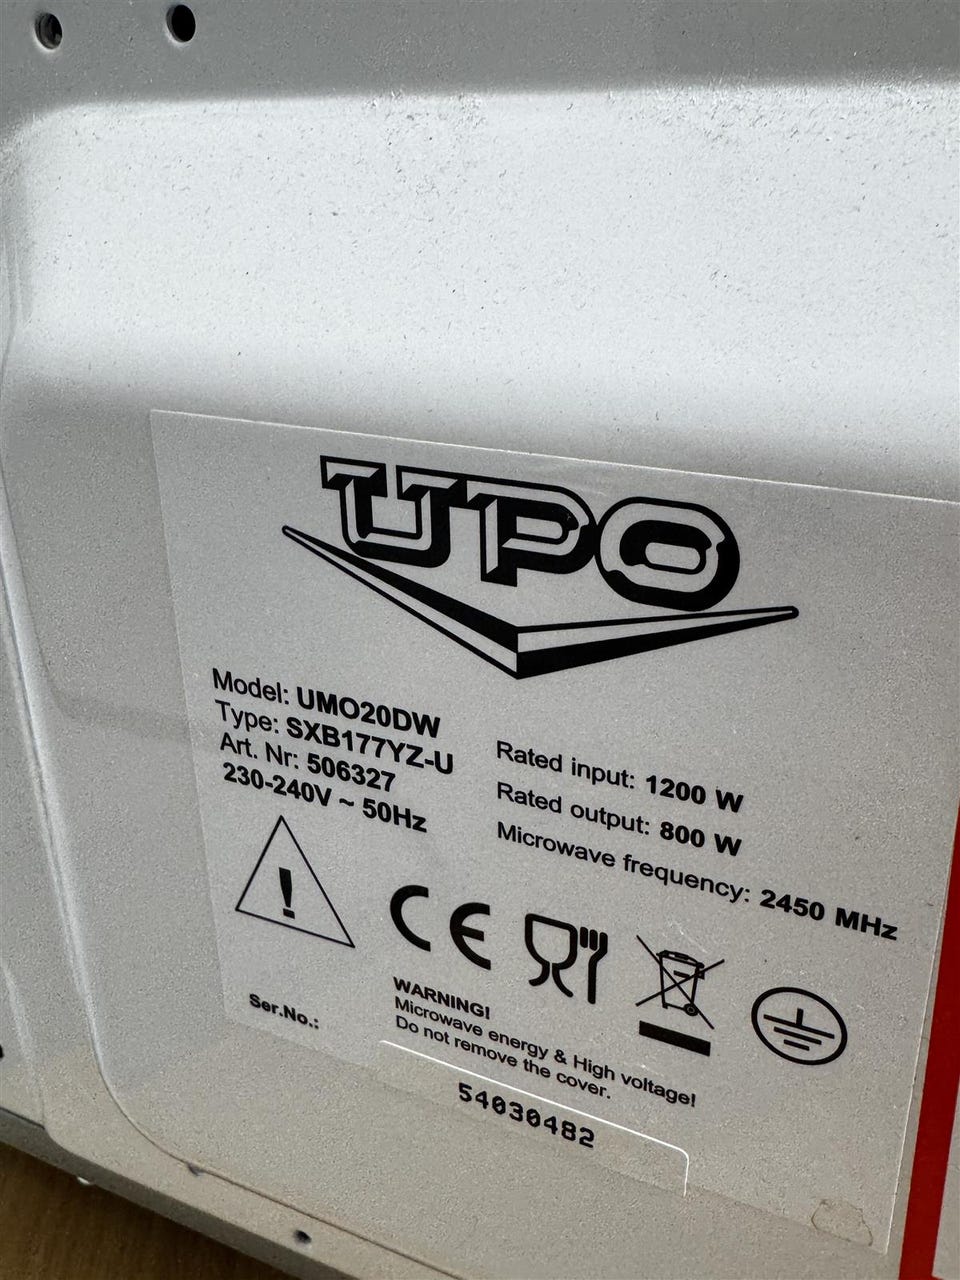 UPO
Model: UMO20DW
Type: SXB177YZ-U
Art. Nr: 506327
230-240V ~ 50Hz
Rated input: 1200 W
Rated output: 800 W
Microwave frequency: 2450 MHz
CE
WARNING!
Microwave energy & High voltage!
Do not remove the cover.
Ser.No.:
54030482